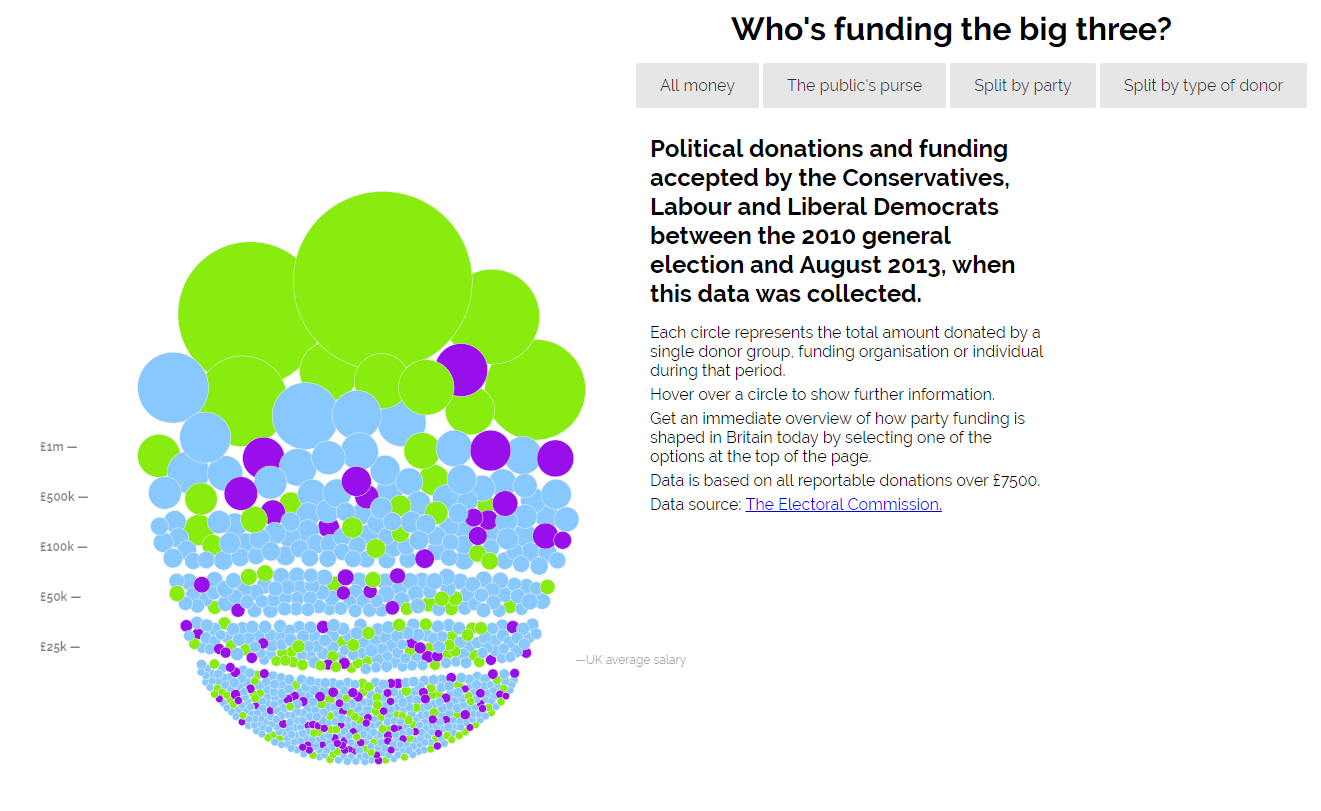 Who's funding the big three?
All money
The public's purse
Split by party
Split by type of donor
Political donations and funding
accepted by the Conservatives,
Labour and Liberal Democrats
between the 2010 general
election and August 2013, when
this data was collected.
Each circle represents the total amount donated by a
single donor group, funding organisation or individual
during that period.
Hover over a circle to show further information.
Get an immediate overview of how party funding is
shaped in Britain today by selecting one of the
options at the top of the page.
Data is based on all reportable donations over £7500.
Data source: The Electoral Commission.
£1m —
£500k —
£100k —
£50k —
£25k —
—UK average salary